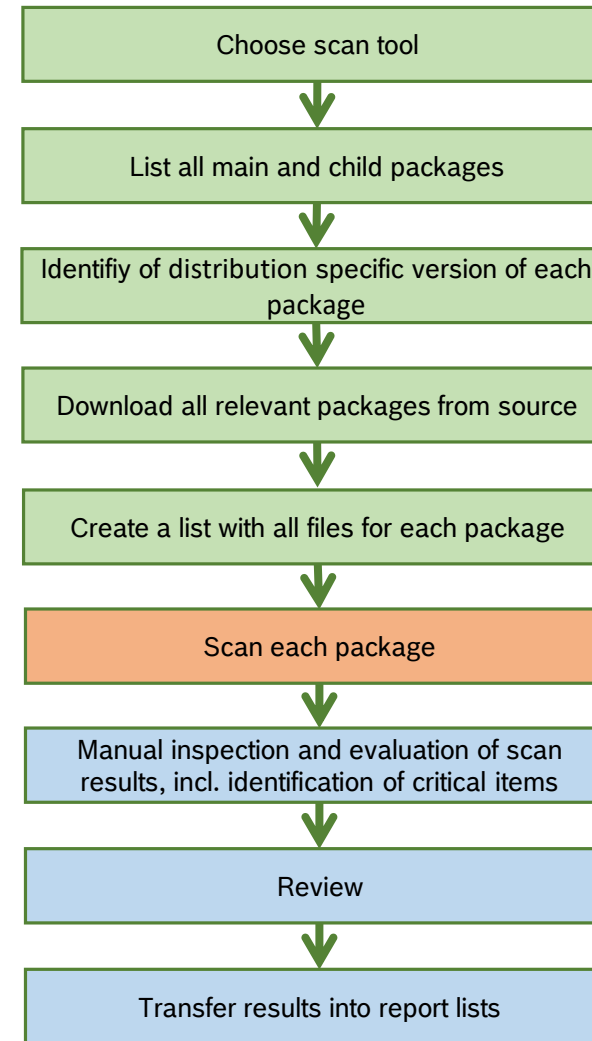 Choose scan tool
List all main and child packages
Identifiy of distribution specific version of each
package
Download all relevant packages from source
Create a list with all files for each package
Scan each package
Manual inspection and evaluation of scan
results, incl. identification of critical items
Review
Transfer results into report lists